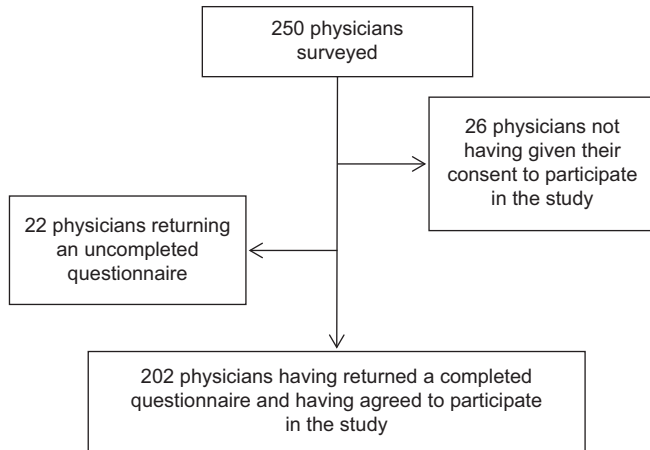 250 physicians
surveyed
26 physicians not
having given their
consent to participate
in the study
22 physicians returning
an uncompleted
questionnaire
202 physicians having returned a completed
questionnaire and having agreed to participate
in the study